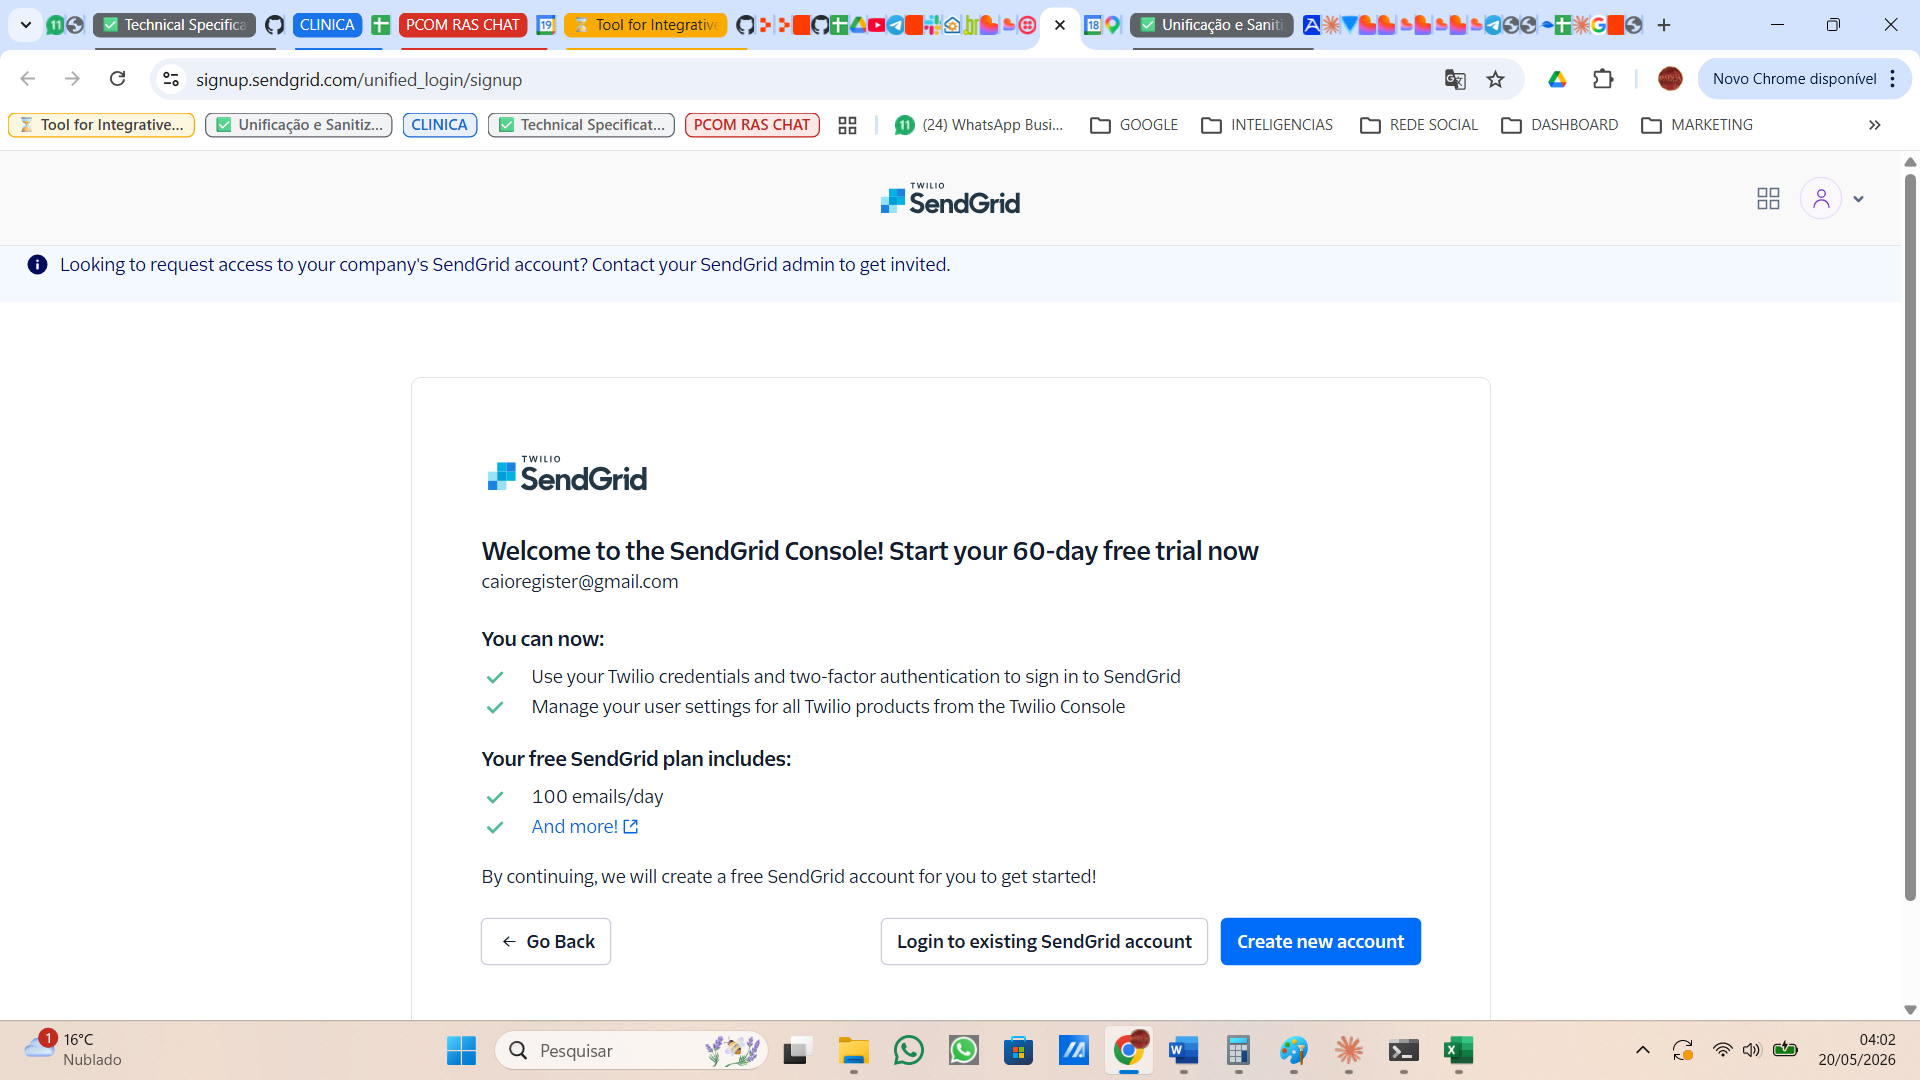 Technical Specifica
CLINICA
PCOM RAS CHAT
Tool for Integrative
Unificação e Saniti
signup.sendgrid.com/unified_login/signup
Novo Chrome disponível
Tool for Integrative...
Unificação e Sanitiz...
CLINICA
Technical Specificat...
PCOM RAS CHAT
(24) WhatsApp Busi...
GOOGLE
INTELIGENCIAS
REDE SOCIAL
DASHBOARD
MARKETING
TWILIO
SendGrid
Looking to request access to your company's SendGrid account? Contact your SendGrid admin to get invited.
TWILIO
SendGrid
Welcome to the SendGrid Console! Start your 60-day free trial now
caioregister@gmail.com
You can now:
Use your Twilio credentials and two-factor authentication to sign in to SendGrid
Manage your user settings for all Twilio products from the Twilio Console
Your free SendGrid plan includes:
100 emails/day
And more!
By continuing, we will create a free SendGrid account for you to get started!
Go Back
Login to existing SendGrid account
Create new account
1
16°C
Nublado
Pesquisar
04:02
20/05/2026